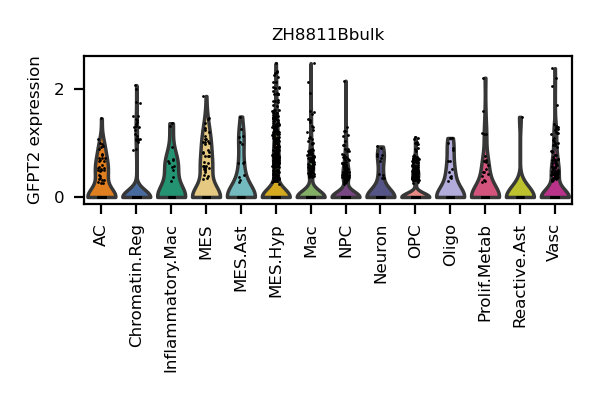 ZH8811Bbulk
GFPT2 expression
2
0
AC
Chromatin.Reg
Inflammatory.Mac
MES
MES.Ast
MES.Hyp
Mac
NPC
Neuron
OPC
Oligo
Prolif.Metab
Reactive.Ast
Vasc